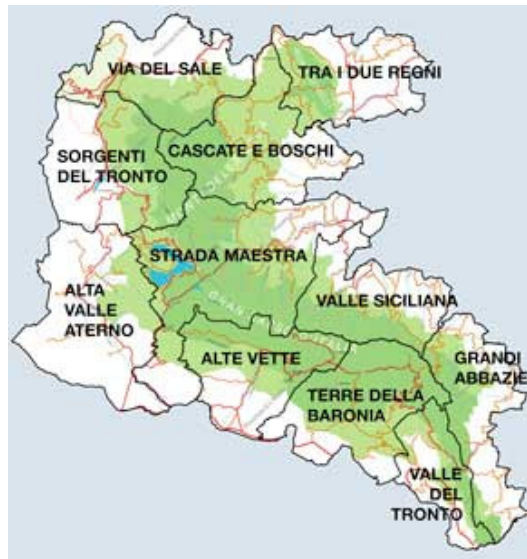 VIA DEL SALE
TRA I DUE REGNI
SORGENTI
DEL TRONTO
CASCATE E BOSCHI
STRADA MAESTRA
ALTA
VALLE
ATERNO
VALLE SICILIANA
ALTE VETTE
GRANDI
ABBAZIE
TERRE DELLA
BARONIA
VALLE
DEL
TRONTO